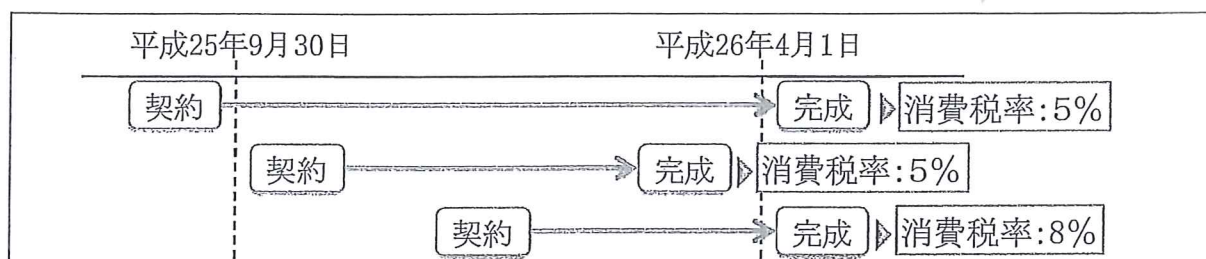 平成25年9月30日 平成26年4月1日
契約 完成 消費税率:5%
契約 完成 消費税率:5%
契約 完成 消費税率:8%